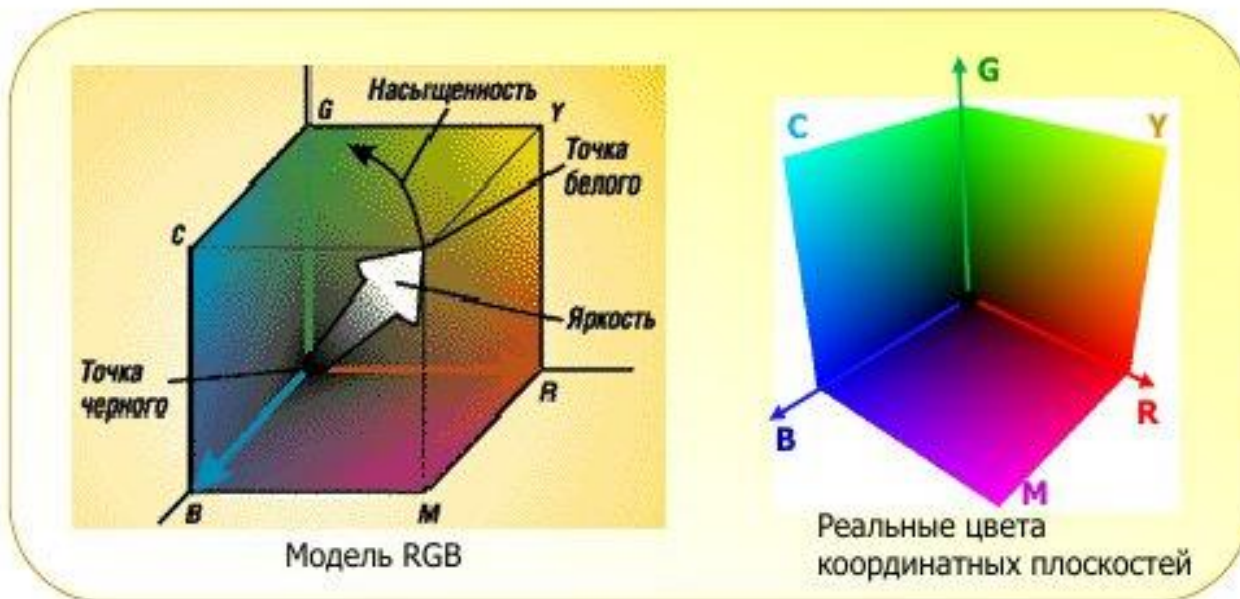 G
Насыщенность
Y
Точка
белого
C
Яркость
Точка
черного
R
B
M
Модель RGB
G
C
Y
B
R
M
Реальные цвета
координатных плоскостей